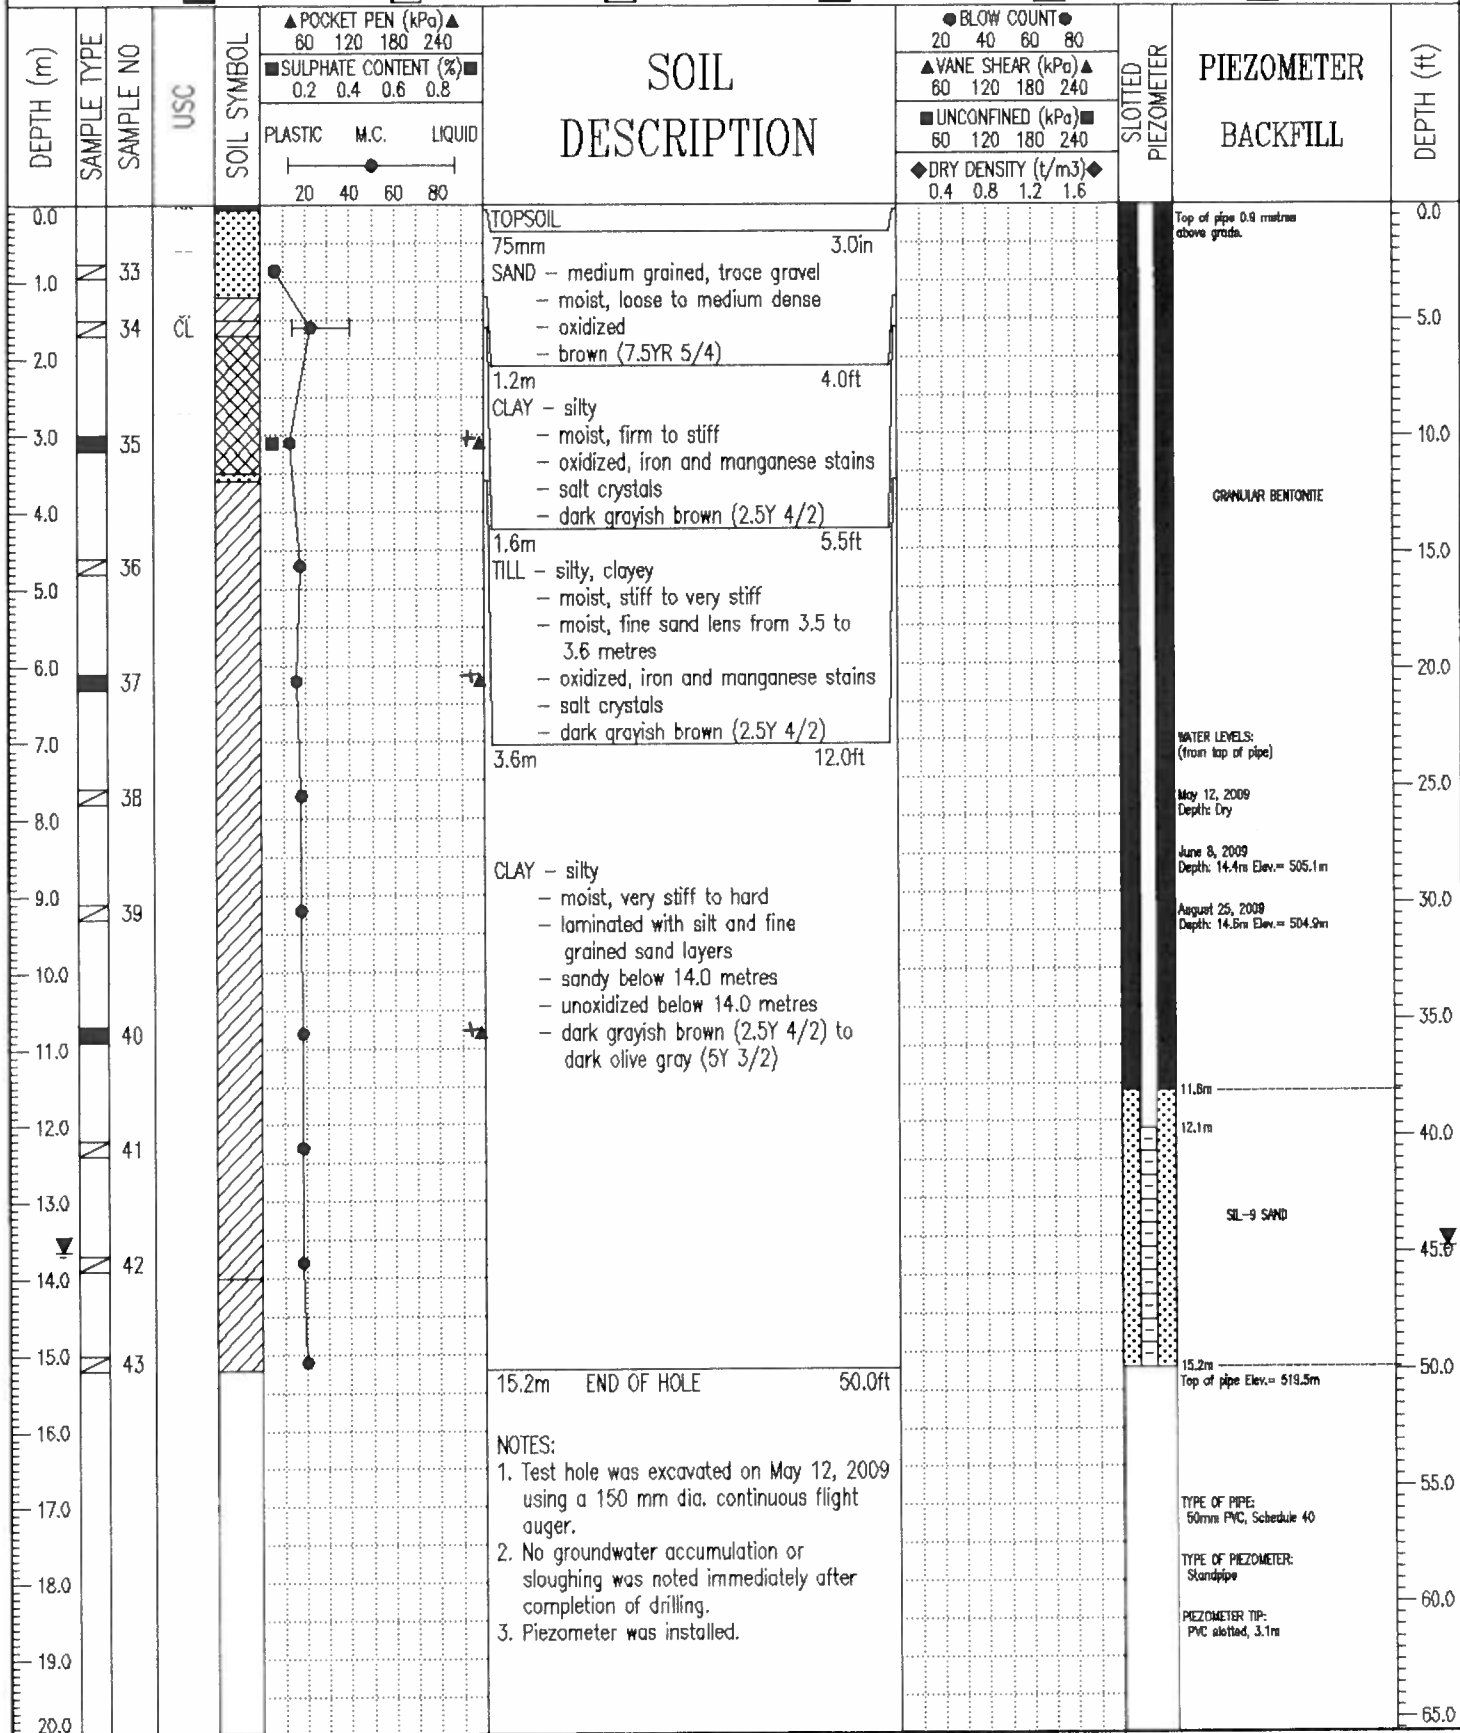 DEPTH (m)
SAMPLE TYPE
SAMPLE NO
USC
SOIL SYMBOL
▲POCKET PEN (kPa)▲
60 120 180 240
■SULPHATE CONTENT (%)■
0.2 0.4 0.6 0.8
PLASTIC M.C. LIQUID
20 40 60 80
SOIL
DESCRIPTION
●BLOW COUNT●
20 40 60 80
▲VANE SHEAR (kPa)▲
60 120 180 240
■UNCONFINED (kPa)■
60 120 180 240
◆DRY DENSITY (t/m3)◆
0.4 0.8 1.2 1.6
SLOTTED
PIEZOMETER
PIEZOMETER
BACKFILL
DEPTH (ft)
0.0
1.0
2.0
3.0
4.0
5.0
6.0
7.0
8.0
9.0
10.0
11.0
12.0
13.0
14.0
15.0
16.0
17.0
18.0
19.0
20.0
33
34
35
36
37
38
39
40
41
42
43
CL
TOPSOIL
75mm 3.0in
SAND – medium grained, trace gravel
– moist, loose to medium dense
– oxidized
– brown (7.5YR 5/4)
1.2m 4.0ft
CLAY – silty
– moist, firm to stiff
– oxidized, iron and manganese stains
– salt crystals
– dark grayish brown (2.5Y 4/2)
1.6m 5.5ft
TILL – silty, clayey
– moist, stiff to very stiff
– moist, fine sand lens from 3.5 to
3.6 metres
– oxidized, iron and manganese stains
– salt crystals
– dark grayish brown (2.5Y 4/2)
3.6m 12.0ft
CLAY – silty
– moist, very stiff to hard
– laminated with silt and fine
grained sand layers
– sandy below 14.0 metres
– unoxidized below 14.0 metres
– dark grayish brown (2.5Y 4/2) to
dark olive gray (5Y 3/2)
15.2m END OF HOLE 50.0ft
NOTES:
1. Test hole was excavated on May 12, 2009
using a 150 mm dia. continuous flight
auger.
2. No groundwater accumulation or
sloughing was noted immediately after
completion of drilling.
3. Piezometer was installed.
Top of pipe 0.9 metres
above grade.
GRANULAR BENTONITE
WATER LEVELS:
(from top of pipe)
May 12, 2009
Depth: Dry
June 8, 2009
Depth: 14.4m Elev.= 505.1m
August 25, 2009
Depth: 14.6m Elev.= 504.9m
11.6m
12.1m
SIL-9 SAND
15.2m
Top of pipe Elev.= 519.5m
TYPE OF PIPE:
50mm PVC, Schedule 40
TYPE OF PIEZOMETER:
Standpipe
PIEZOMETER TIP:
PVC slotted, 3.1m
0.0
5.0
10.0
15.0
20.0
25.0
30.0
35.0
40.0
45.0
50.0
55.0
60.0
65.0